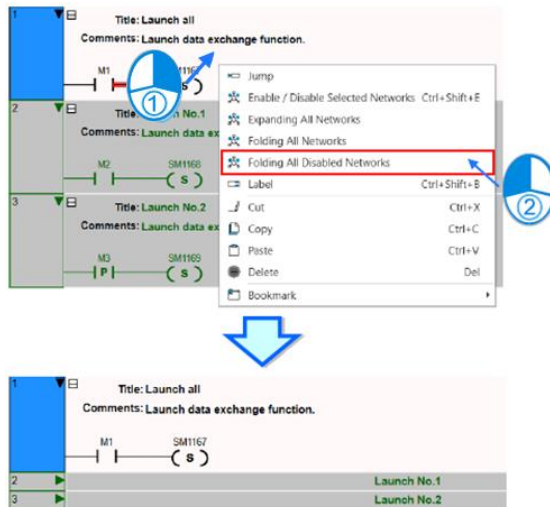 1
Title: Launch all
Comments: Launch data exchange function.
M1
S )
1
Jump
Enable / Disable Selected Networks Ctrl+Shift+E
Expanding All Networks
Folding All Networks
Folding All Disabled Networks
Label Ctrl+Shift+B
Cut Ctrl+X
Copy Ctrl+C
Paste Ctrl+V
Delete Del
Bookmark
2
2
No.1
Comments: Launch data ex
M2 SM1168
( S )
3
Title: Launch No.2
Comments: Launch data ex
M3 SM1169
P ( S )
1
Title: Launch all
Comments: Launch data exchange function.
M1 SM1167
( S )
2 Launch No.1
3 Launch No.2